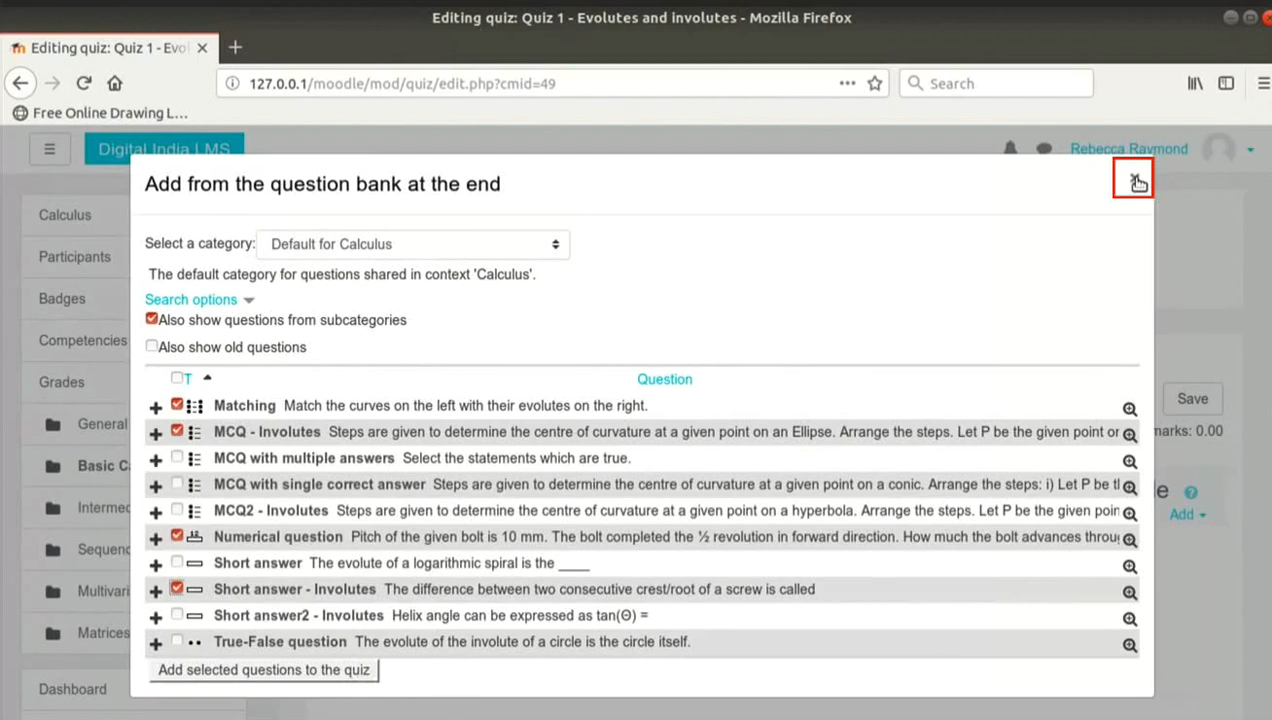 Editing quiz: Quiz 1 - Evolutes and involutes - Mozilla Firefox
Editing quiz: Quiz 1 - Evol
127.0.0.1/moodle/mod/quiz/edit.php?cmid=49
Search
Free Online Drawing L...
Digital India LMS
Rebecca Raymond
Add from the question bank at the end
Calculus
Select a category: Default for Calculus
Participants
The default category for questions shared in context 'Calculus'.
Badges
Search options
Also show questions from subcategories
Competencies
Also show old questions
Grades
T Question
Save
Matching Match the curves on the left with their evolutes on the right.
General
MCQ - Involutes Steps are given to determine the centre of curvature at a given point on an Ellipse. Arrange the steps. Let P be the given point or
marks: 0.00
MCQ with multiple answers Select the statements which are true.
Basic C
MCQ with single correct answer Steps are given to determine the centre of curvature at a given point on a conic. Arrange the steps: i) Let P be tl
MCQ2 - Involutes Steps are given to determine the centre of curvature at a given point on a hyperbola. Arrange the steps. Let P be the given poin
Intermed
Add
Numerical question Pitch of the given bolt is 10 mm. The bolt completed the ½ revolution in forward direction. How much the bolt advances throu
Sequenc
Short answer The evolute of a logarithmic spiral is the ____
Short answer - Involutes The difference between two consecutive crest/root of a screw is called
Multivari
Short answer2 - Involutes Helix angle can be expressed as tan(Θ) =
Matrices
True-False question The evolute of the involute of a circle is the circle itself.
Add selected questions to the quiz
Dashboard